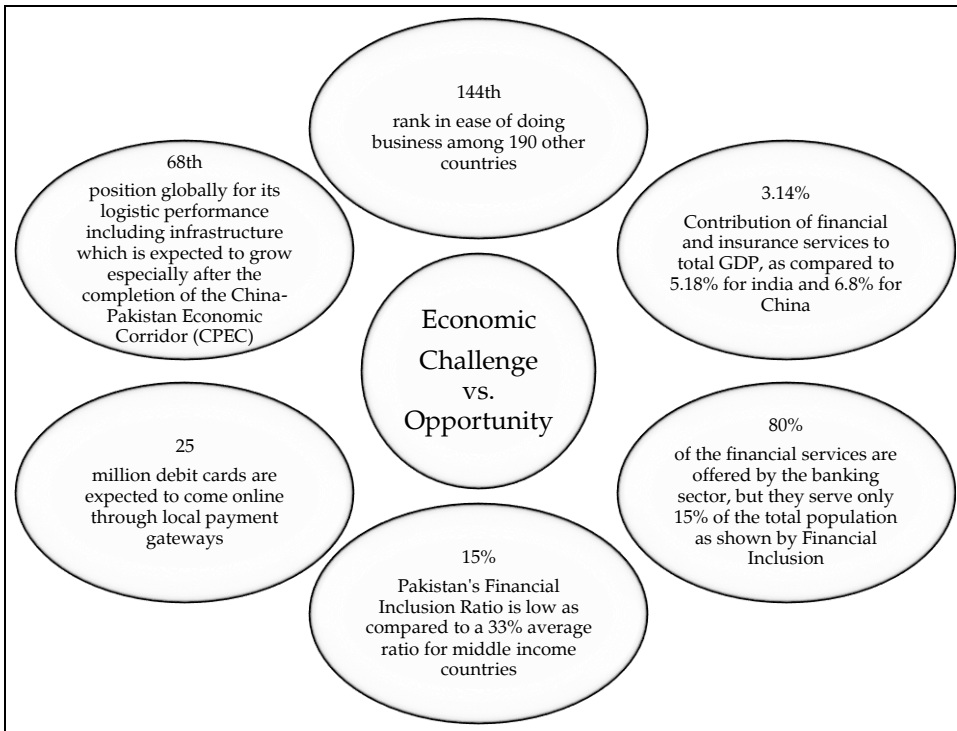 144th
rank in ease of doing
business among 190 other
countries
68th
position globally for its
logistic performance
including infrastructure
which is expected to grow
especially after the
completion of the China-
Pakistan Economic
Corridor (CPEC)
3.14%
Contribution of financial
and insurance services to
total GDP, as compared to
5.18% for india and 6.8% for
China
Economic
Challenge
vs.
Opportunity
25
million debit cards are
expected to come online
through local payment
gateways
80%
of the financial services are
offered by the banking
sector, but they serve only
15% of the total population
as shown by Financial
Inclusion
15%
Pakistan's Financial
Inclusion Ratio is low as
compared to a 33% average
ratio for middle income
countries